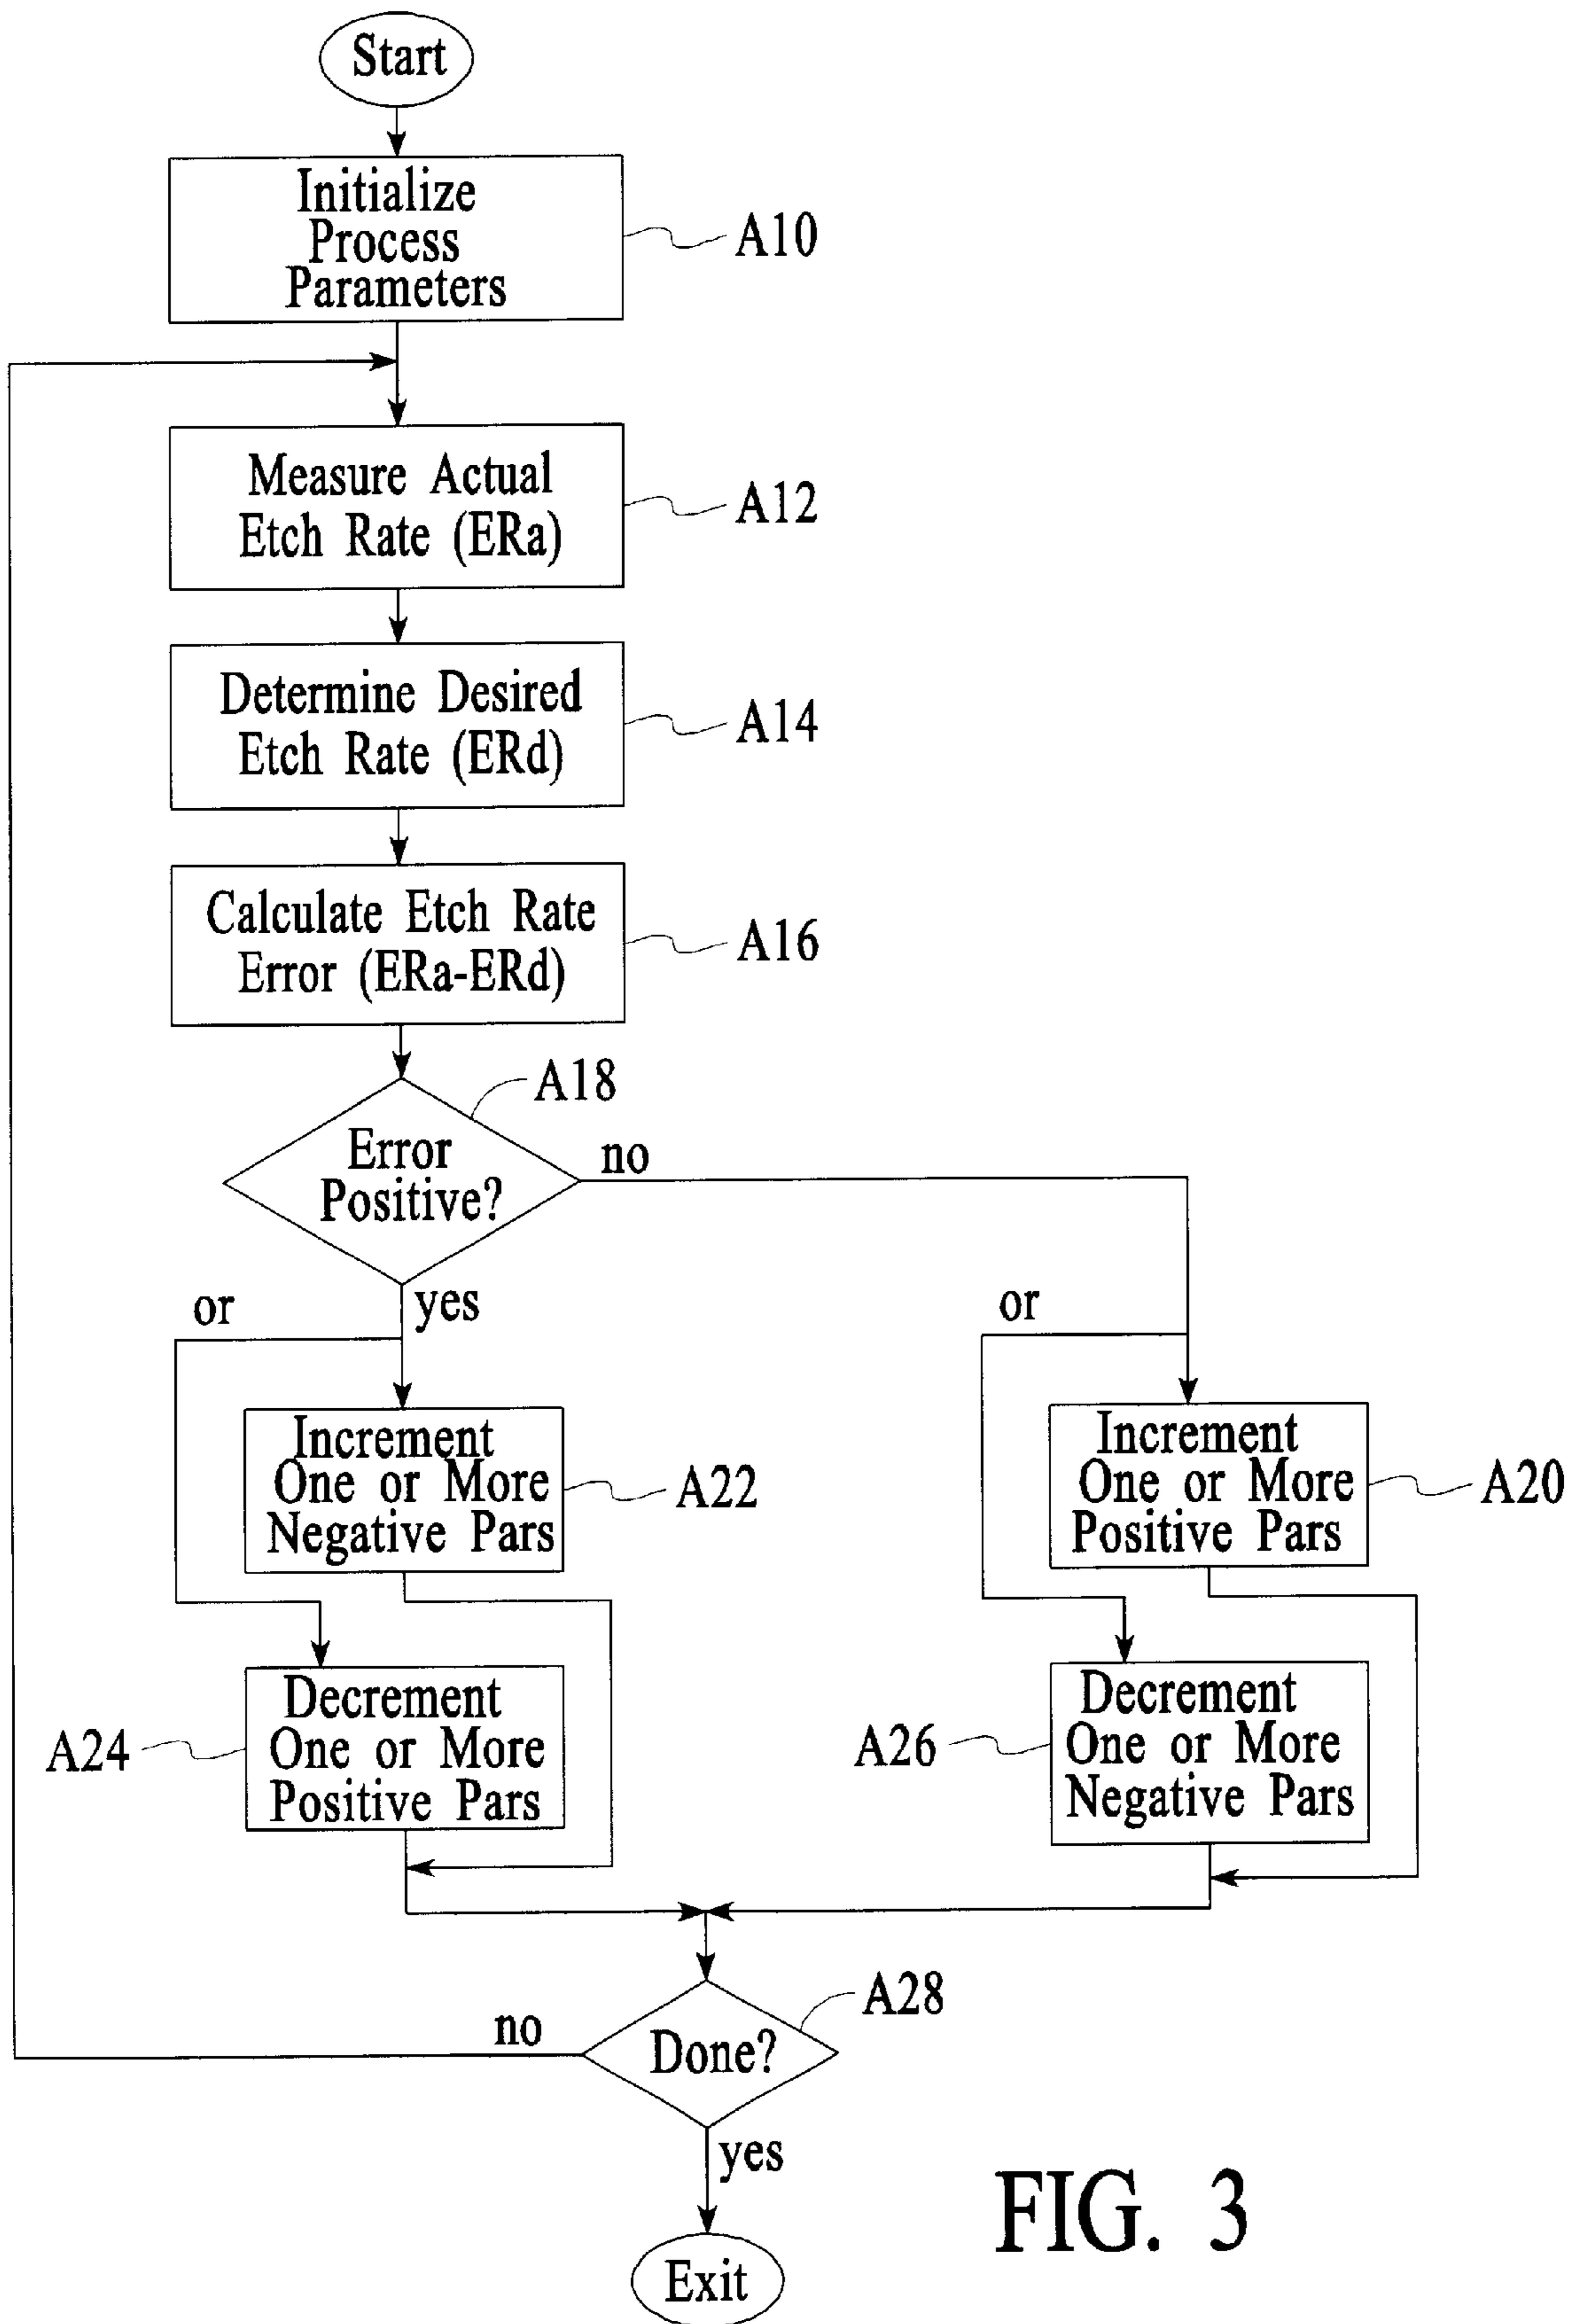 Start
Initialize
Process
Parameters
A10
Measure Actual
Etch Rate (ERa)
A12
Determine Desired
Etch Rate (ERd)
A14
Calculate Etch Rate
Error (ERa-ERd)
A16
A18
Error
Positive?
no
or
yes
or
Increment
One or More
Negative Pars
A22
Increment
One or More
Positive Pars
A20
A24
Decrement
One or More
Positive Pars
A26
Decrement
One or More
Negative Pars
A28
no
Done?
yes
Exit
FIG. 3